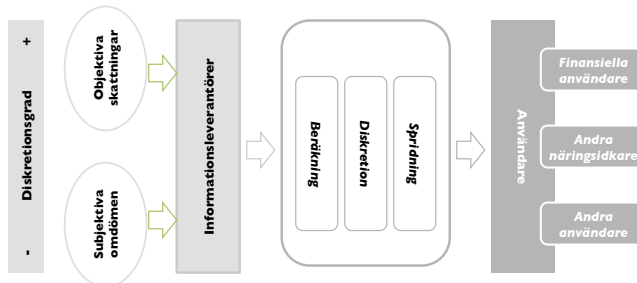 Diskretionsgrad
+
-
Objektiva
skattningar
Subjektiva
omdömen
Informationsleverantörer
Beräkning
Diskretion
Spridning
Användare
Finansiella
användare
Andra
näringsidkare
Andra
användare